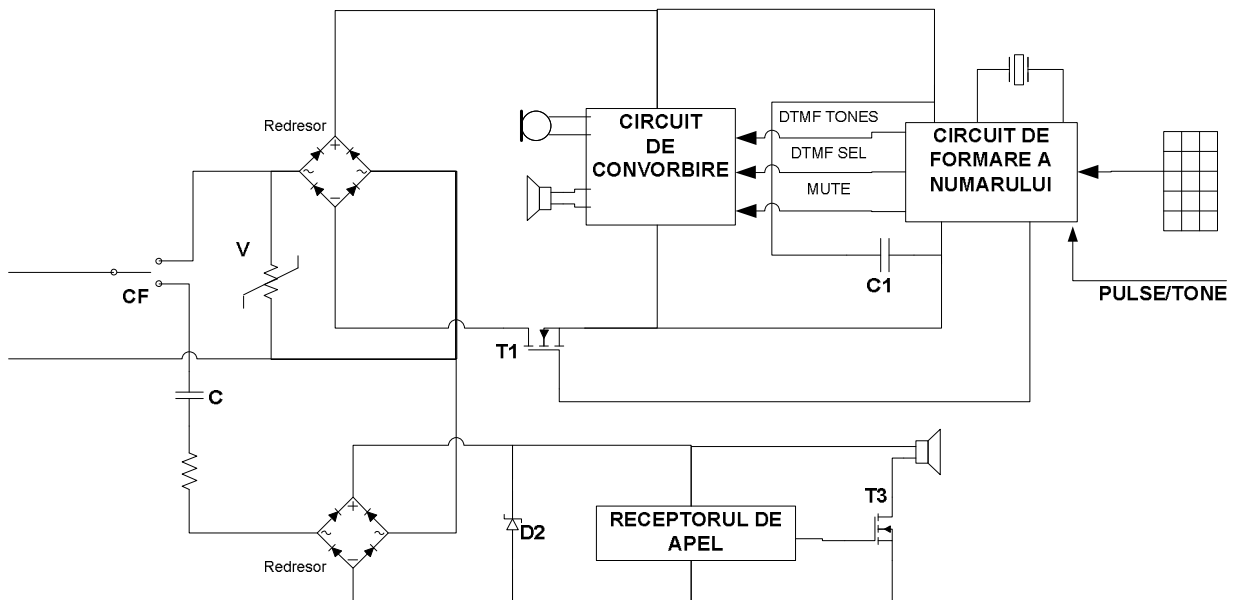 Redresor
+
~
~
−
CIRCUIT
DE
CONVORBIRE
DTMF TONES
DTMF SEL
MUTE
CIRCUIT DE
FORMARE A
NUMARULUI
V
CF
C1
PULSE/TONE
T1
C
+
~
~
−
Redresor
D2
RECEPTORUL DE
APEL
T3